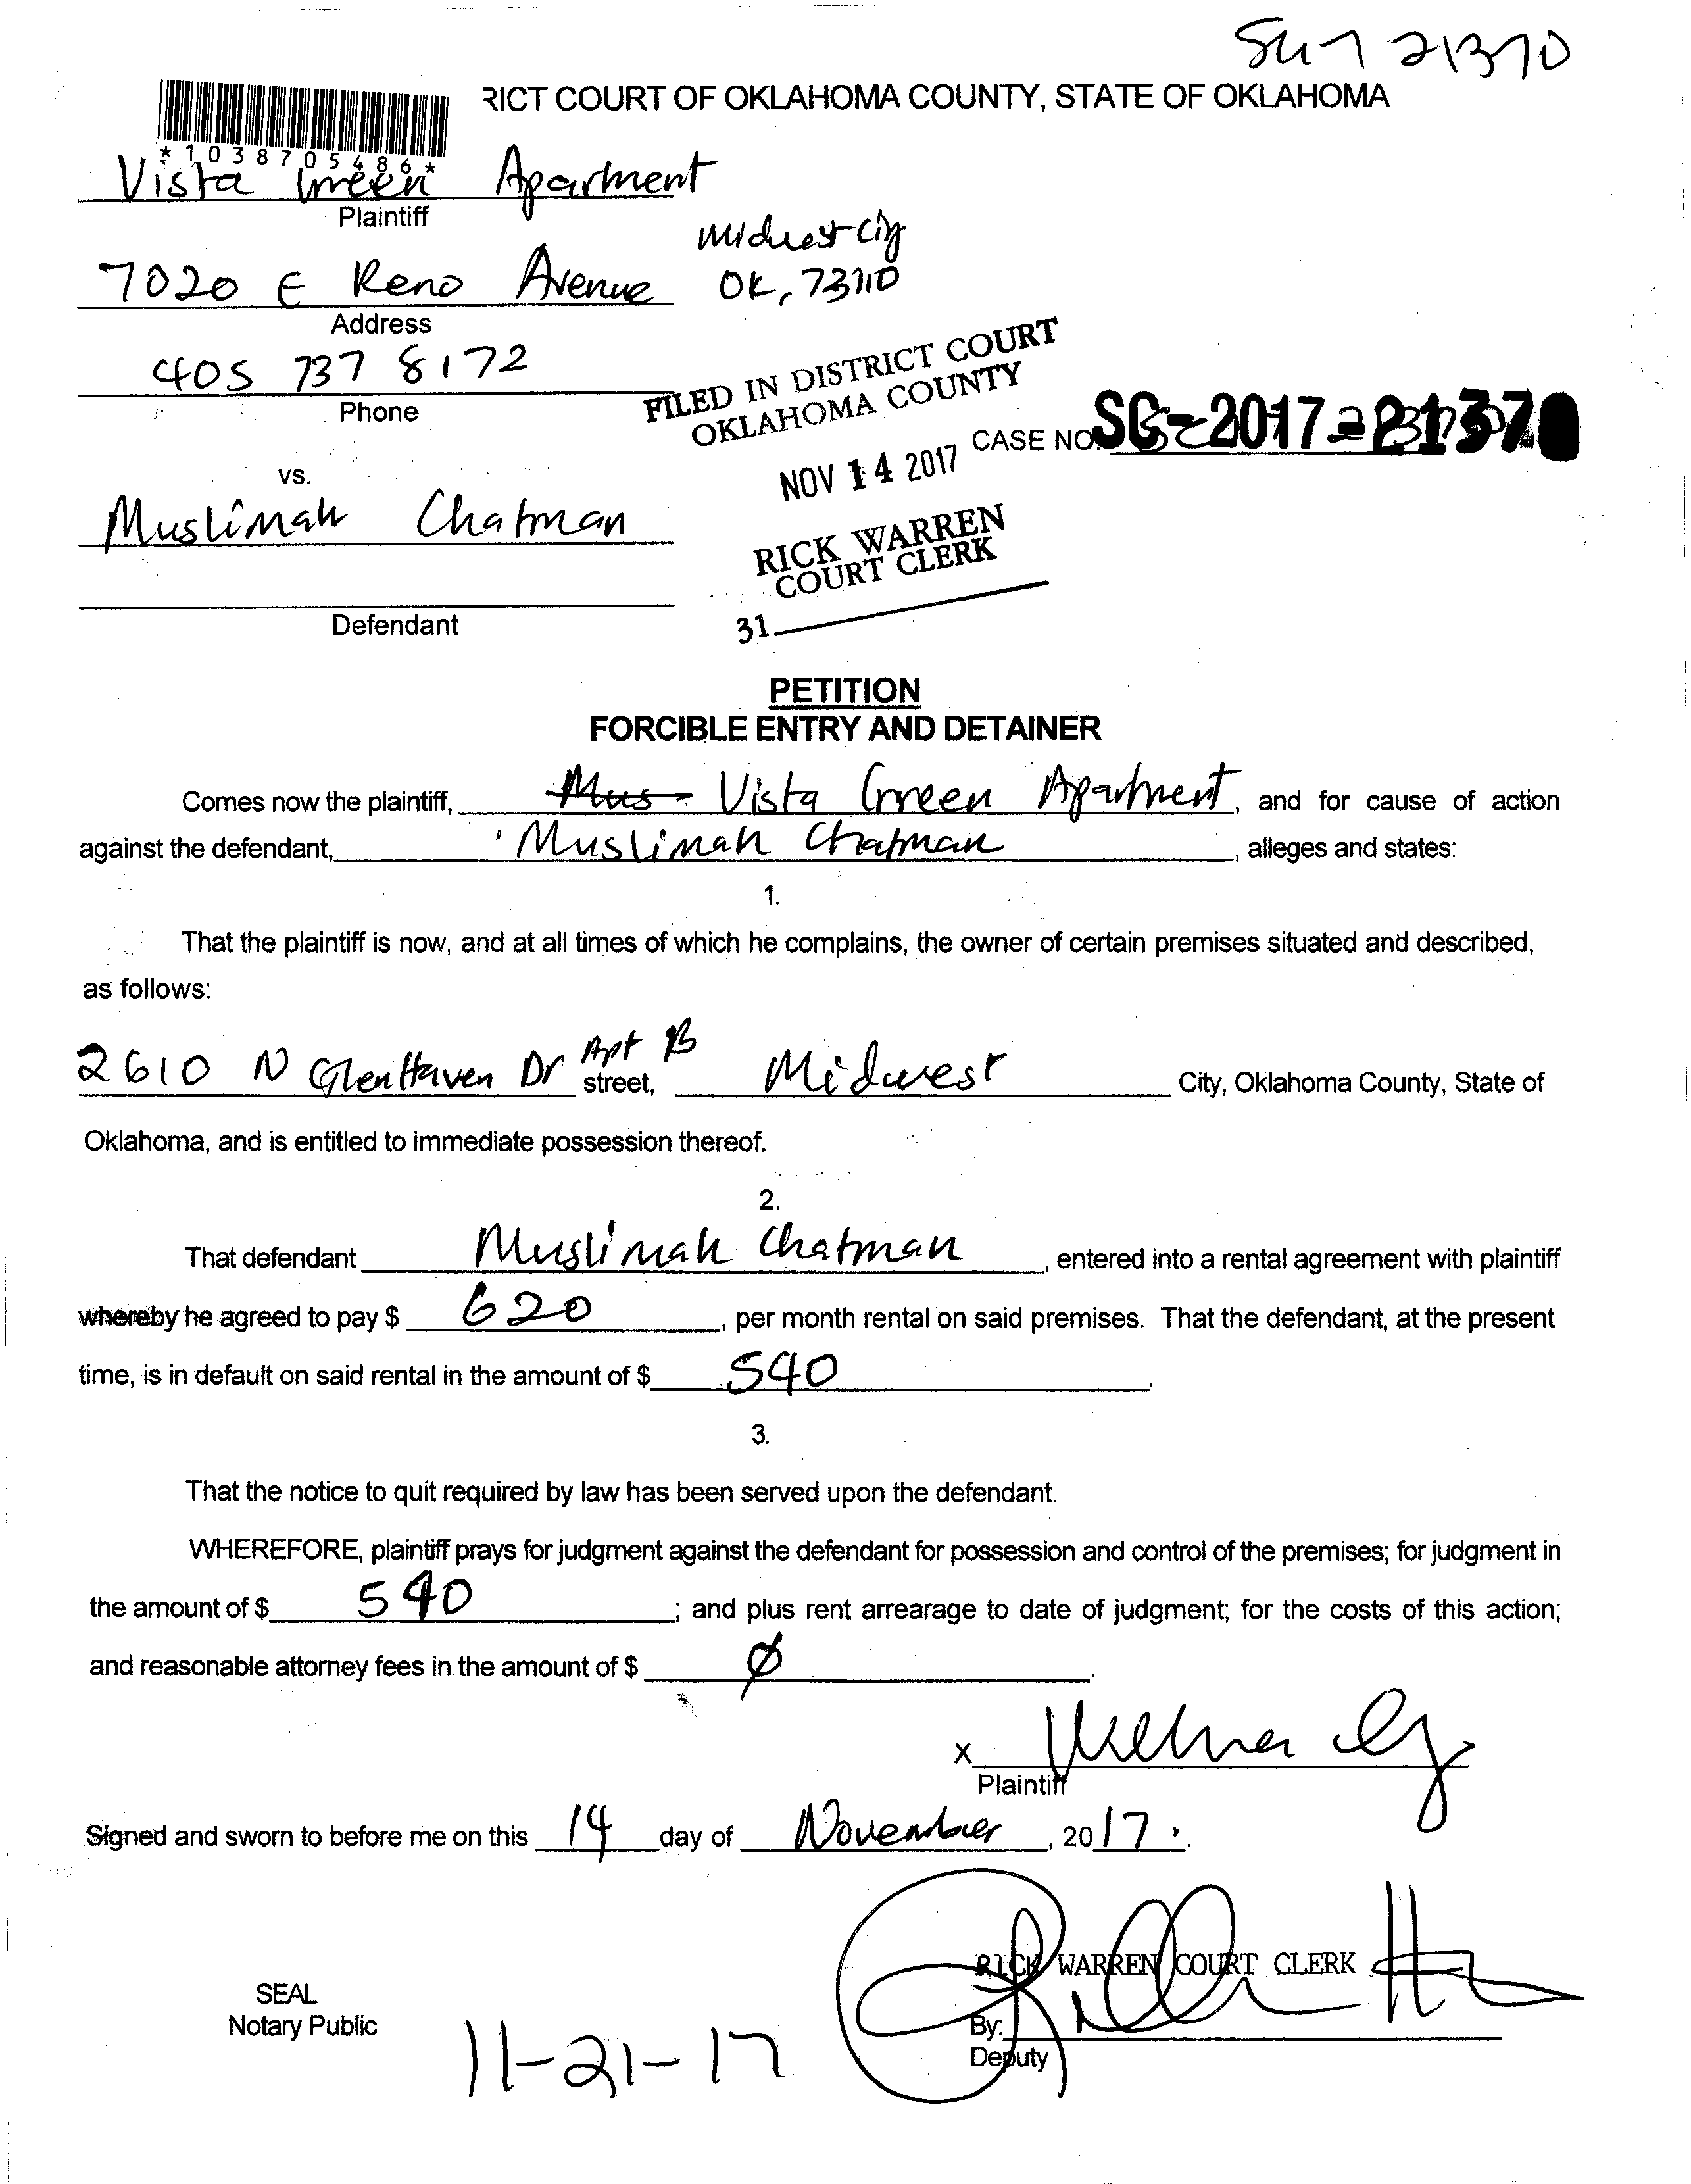 21370
RICT COURT OF OKLAHOMA COUNTY, STATE OF OKLAHOMA
*1038705486*
Vista Green Apartment
Plaintiff
Midwest City
7020 E Reno Avenue OK, 73110
Address
405 737 8172
Phone
FILED IN DISTRICT COURT
OKLAHOMA COUNTY
CASE NO. SC-2017-21370
NOV 14 2017
vs.
Muslimah Chatman
RICK WARREN
COURT CLERK
Defendant
31
PETITION
FORCIBLE ENTRY AND DETAINER
Comes now the plaintiff, Mus Vista Green Apartment, and for cause of action
against the defendant, Muslimah Chatman, alleges and states:
1.
That the plaintiff is now, and at all times of which he complains, the owner of certain premises situated and described,
as follows:
2610 N Glenhaven Dr Apt B street, Midwest City, Oklahoma County, State of
Oklahoma, and is entitled to immediate possession thereof.
2.
That defendant Muslimah Chatman, entered into a rental agreement with plaintiff
whereby he agreed to pay $ 620, per month rental on said premises. That the defendant, at the present
time, is in default on said rental in the amount of $ 540.
3.
That the notice to quit required by law has been served upon the defendant.
WHEREFORE, plaintiff prays for judgment against the defendant for possession and control of the premises; for judgment in
the amount of $ 540; and plus rent arrearage to date of judgment; for the costs of this action;
and reasonable attorney fees in the amount of $ Ø.
X
Plaintiff
Signed and sworn to before me on this 14 day of November, 2017.
RICK WARREN COURT CLERK
SEAL
Notary Public
By:
Deputy
11-21-17